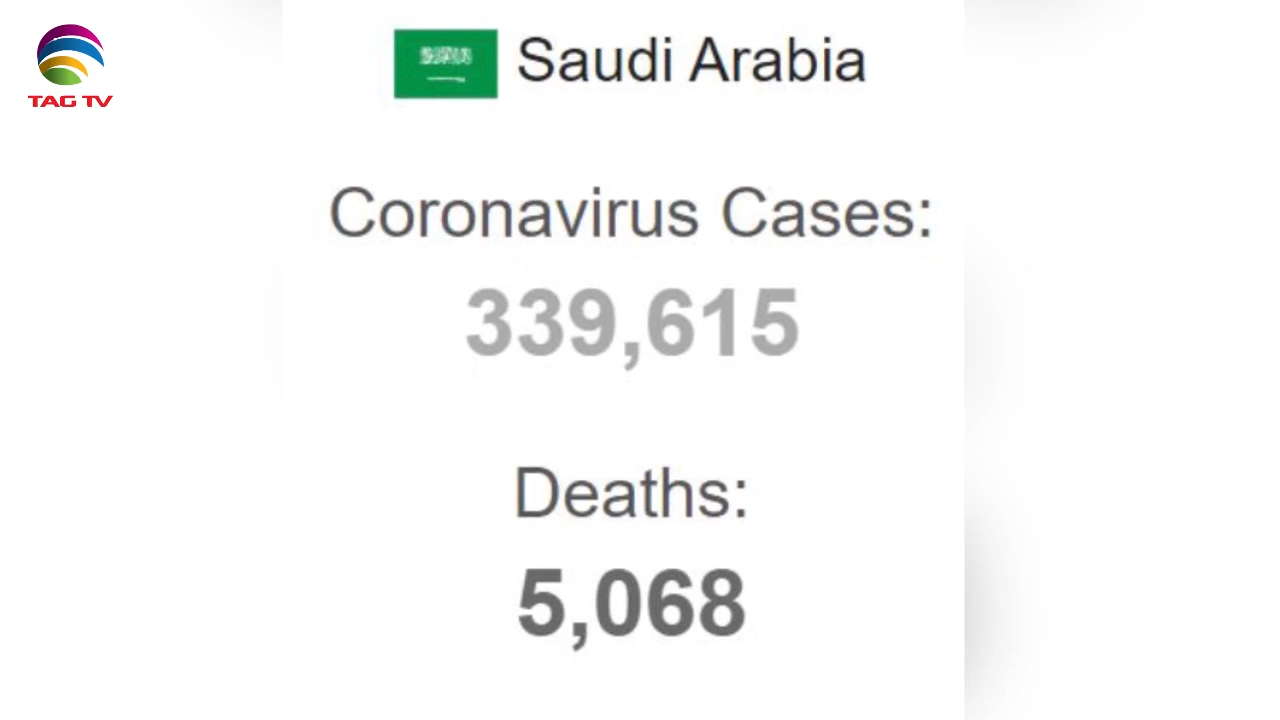 TAG TV
Saudi Arabia
Coronavirus Cases:
339,615
Deaths:
5,068